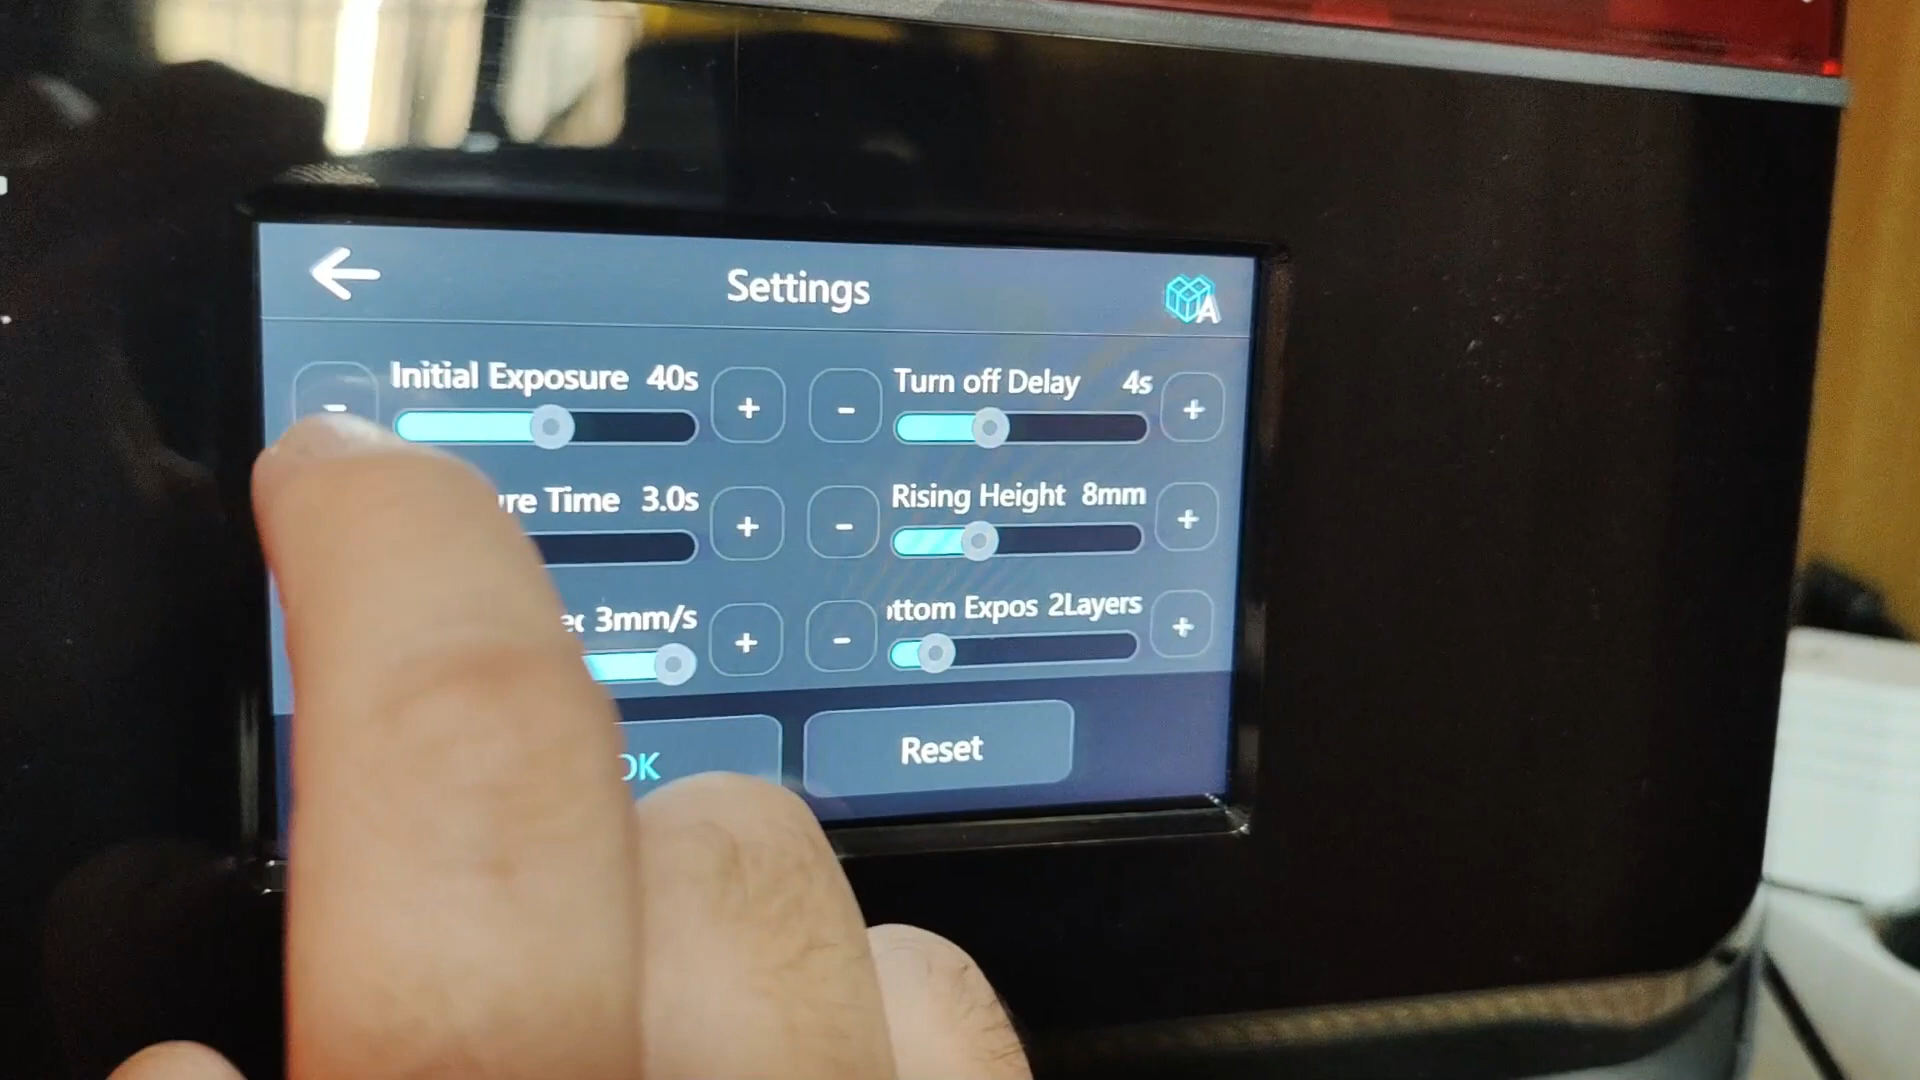 Settings
A
- Initial Exposure 40s +
- Turn off Delay 4s +
re Time 3.0s +
- Rising Height 8mm +
3mm/s +
- ttom Expos 2Layers +
OK
Reset